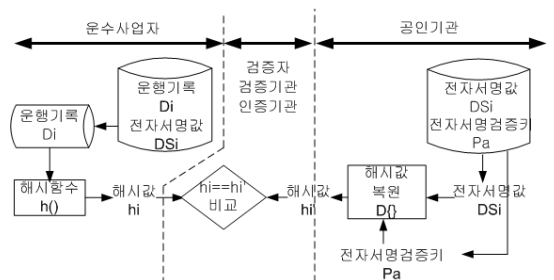 운수사업자
공인기관
검증자
검증기관
인증기관
운행기록
Di
전자서명값
DSi
전자서명값
DSi
전자서명검증키
Pa
운행기록
Di
해시함수
h()
해시값
hi
hi==hi'
비교
해시값
hi'
해시값
복원
D{}
전자서명값
DSi
전자서명검증키
Pa